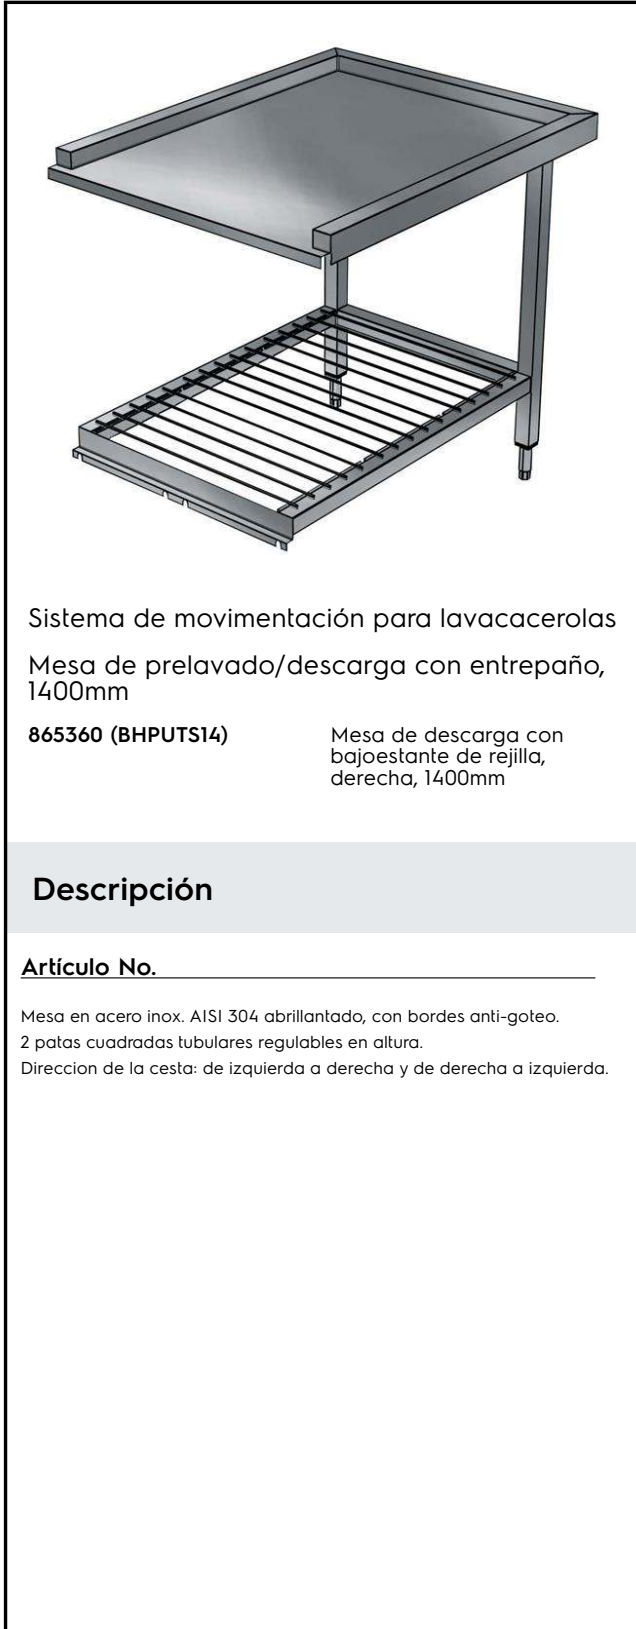 Sistema de movimentación para lavacacerolas
Mesa de prelavado/descarga con entrepaño,
1400mm
865360 (BHPUTS14)
Mesa de descarga con
bajoestante de rejilla,
derecha, 1400mm
Descripción
Artículo No.
Mesa en acero inox. AISI 304 abrillantado, con bordes anti-goteo.
2 patas cuadradas tubulares regulables en altura.
Direccion de la cesta: de izquierda a derecha y de derecha a izquierda.